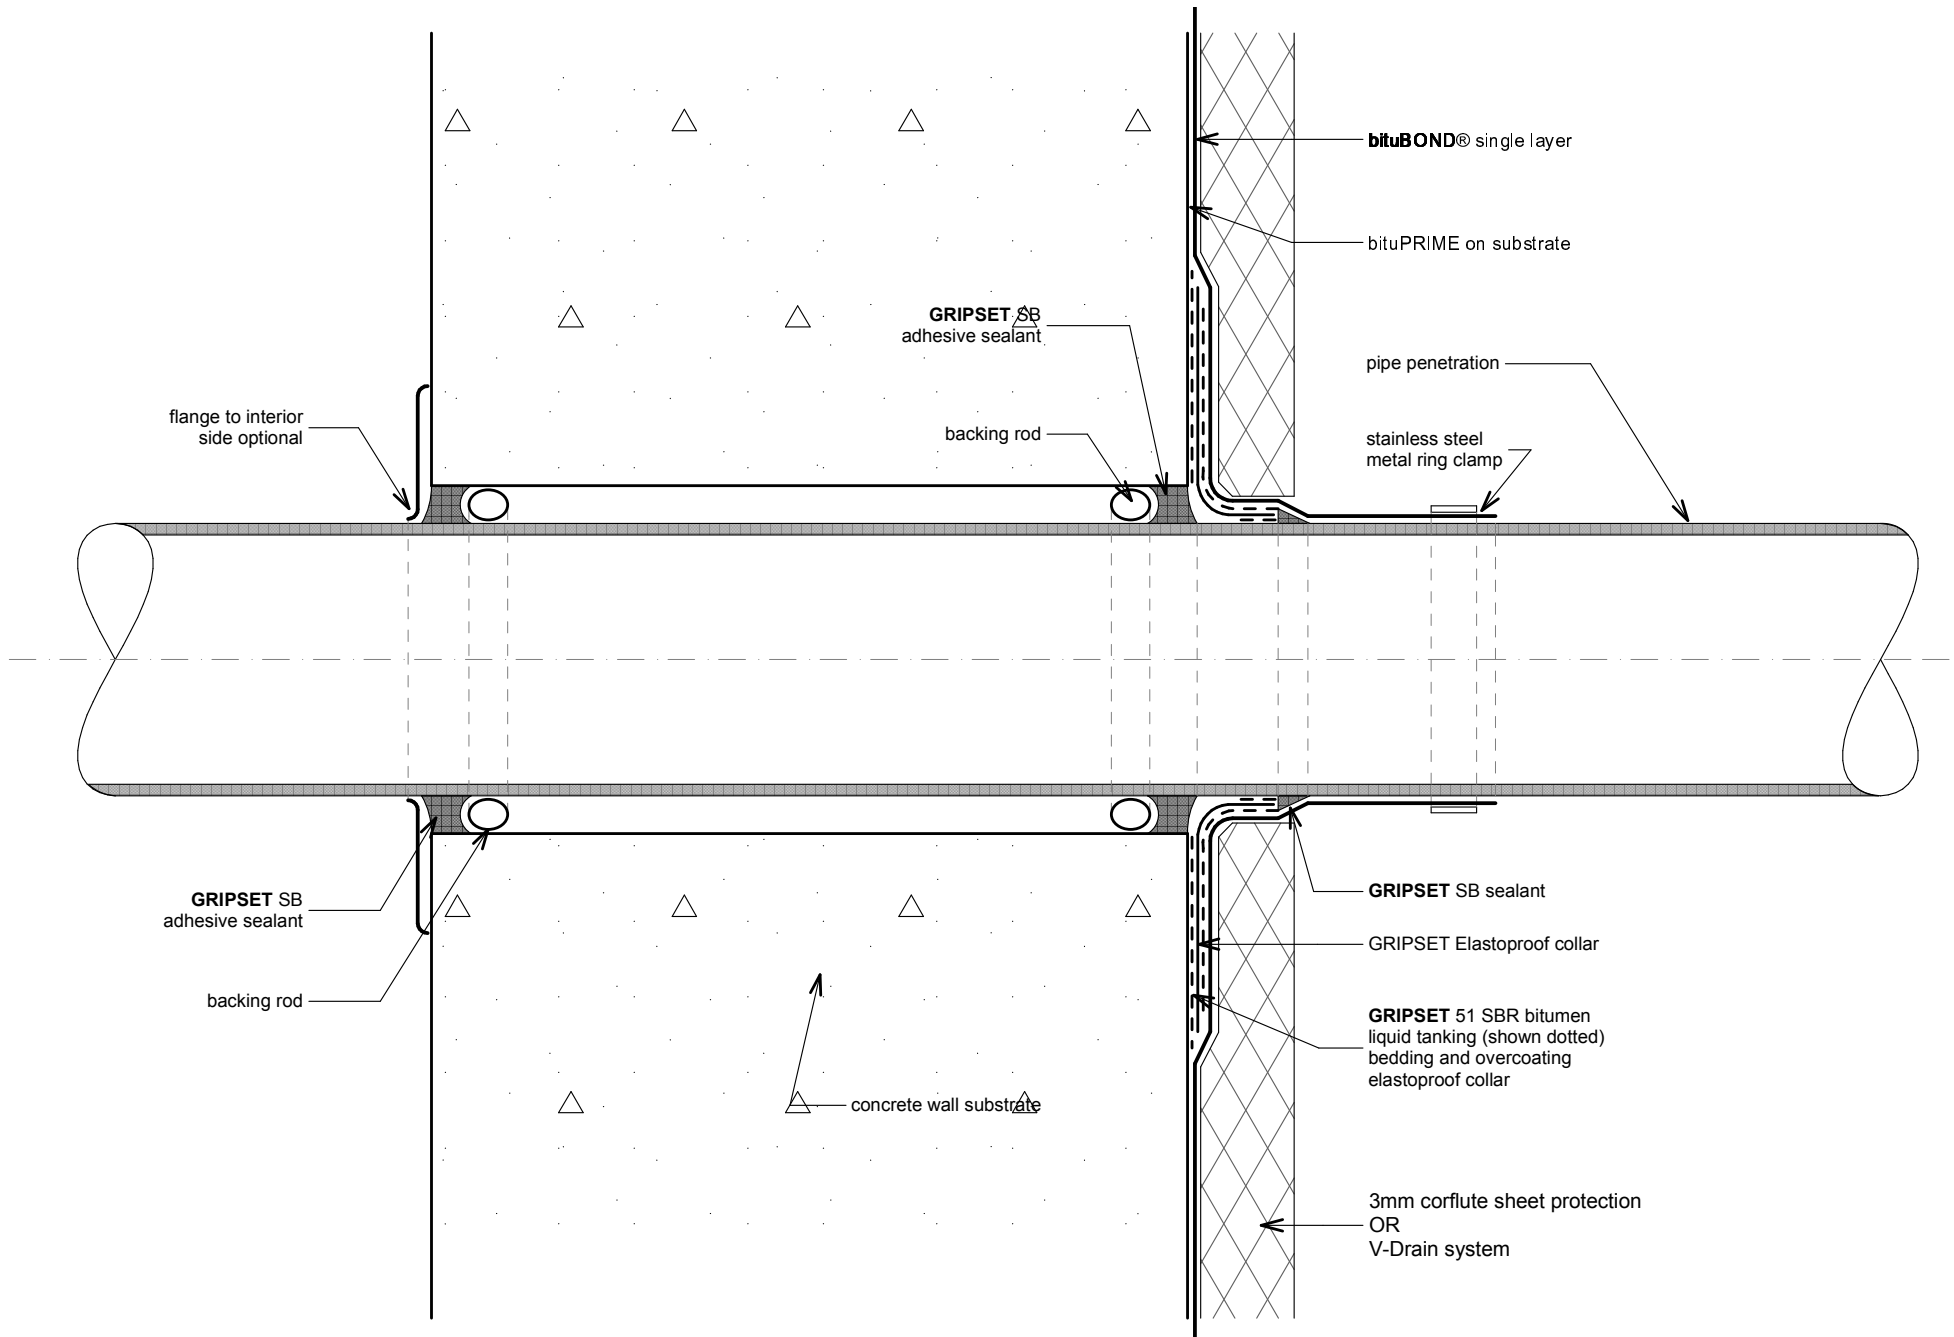 bituBOND® single layer
bituPRIME on substrate
GRIPSET SB
adhesive sealant
pipe penetration
flange to interior
side optional
backing rod
stainless steel
metal ring clamp
GRIPSET SB
adhesive sealant
GRIPSET SB sealant
GRIPSET Elastoproof collar
backing rod
GRIPSET 51 SBR bitumen
liquid tanking (shown dotted)
bedding and overcoating
elastoproof collar
concrete wall substrate
3mm corflute sheet protection
OR
V-Drain system